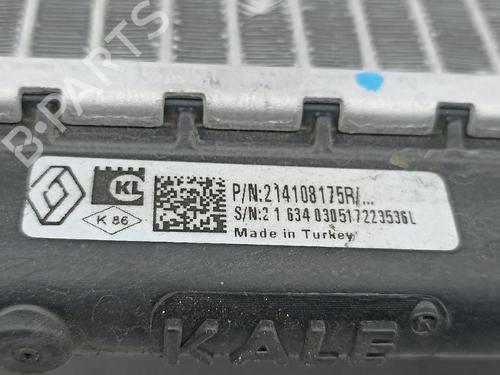 B-PARTS
KL
K 86
P/N:214108175R/...
S/N:2 1 634 030517223536L
Made in Turkey
KALE R